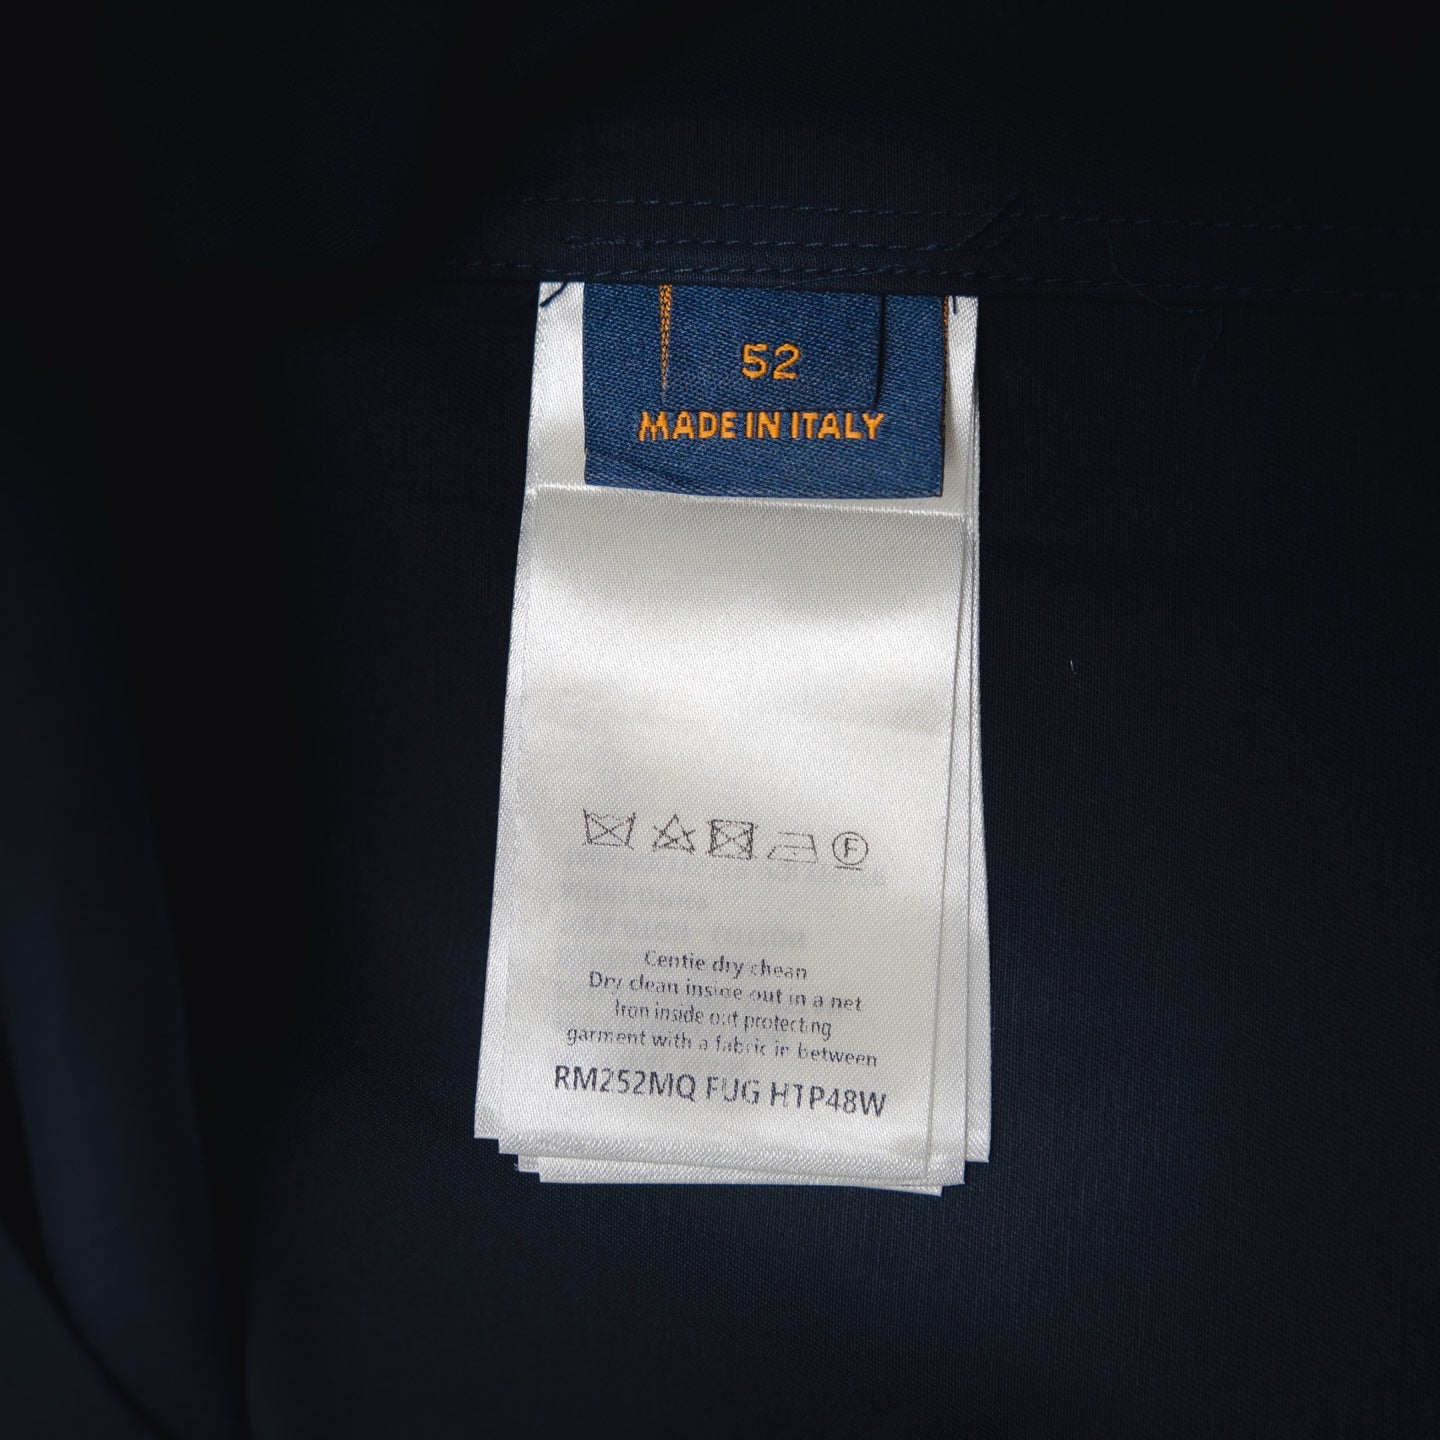 52
MADE IN ITALY
F
Centie dry chean
Dry clean inside out in a net
Iron inside out protecting
garment with a fabric in between
RM252MQ FUG HTP48W